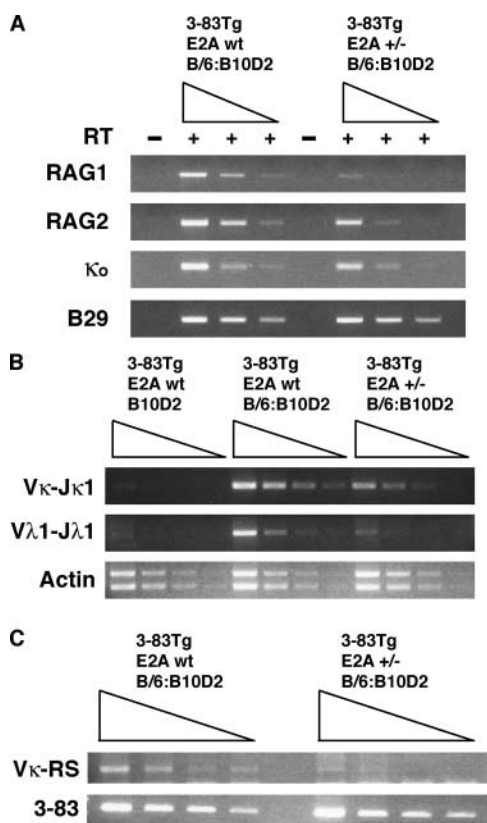 A
3-83Tg
E2A wt
B/6:B10D2
3-83Tg
E2A +/-
B/6:B10D2
RT – + + + – + + +
RAG1
RAG2
κo
B29
B
3-83Tg
E2A wt
B10D2
3-83Tg
E2A wt
B/6:B10D2
3-83Tg
E2A +/-
B/6:B10D2
Vκ-Jκ1
Vλ1-Jλ1
Actin
C
3-83Tg
E2A wt
B/6:B10D2
3-83Tg
E2A +/-
B/6:B10D2
Vκ-RS
3-83